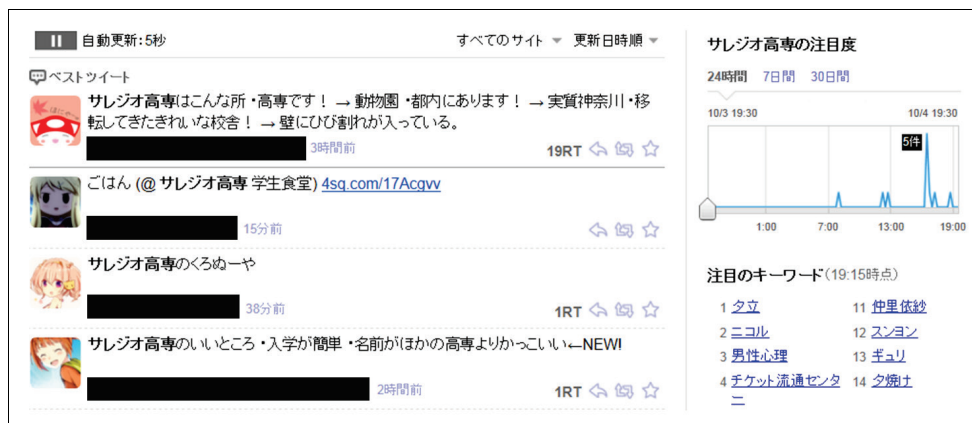 自動更新:5秒
すべてのサイト 更新日時順
ベストツイート
サレジオ高専はこんな所・高専です！ → 動物園・都内にあります！ → 実質神奈川・移
転してきたきれいな校舎！ → 壁にひび割れが入っている。
3時間前 19RT
ごはん (@ サレジオ高専 学生食堂) 4sq.com/17Acgvv
15分前
サレジオ高専のくろぬーや
38分前 1RT
サレジオ高専のいいところ・入学が簡単・名前がほかの高専よりかっこいい←NEW!
2時間前 1RT
サレジオ高専の注目度
24時間 7日間 30日間
10/3 19:30 10/4 19:30
5件
1:00 7:00 13:00 19:00
注目のキーワード(19:15時点)
1 夕立
2 ニコル
3 男性心理
4 チケット流通センタ
ー
11 仲里依紗
12 スンヨン
13 ギュリ
14 夕焼け